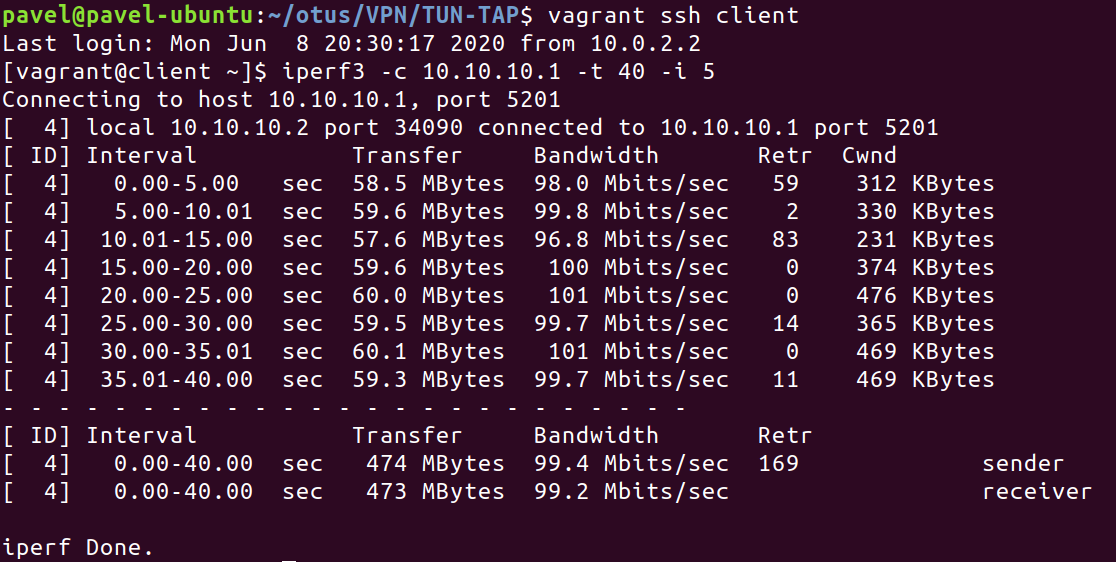 pavel@pavel-ubuntu:~/otus/VPN/TUN-TAP$ vagrant ssh client
Last login: Mon Jun  8 20:30:17 2020 from 10.0.2.2
[vagrant@client ~]$ iperf3 -c 10.10.10.1 -t 40 -i 5
Connecting to host 10.10.10.1, port 5201
[  4] local 10.10.10.2 port 34090 connected to 10.10.10.1 port 5201
[ ID] Interval           Transfer     Bandwidth       Retr  Cwnd
[  4]   0.00-5.00   sec  58.5 MBytes  98.0 Mbits/sec   59    312 KBytes
[  4]   5.00-10.01  sec  59.6 MBytes  99.8 Mbits/sec    2    330 KBytes
[  4]  10.01-15.00  sec  57.6 MBytes  96.8 Mbits/sec   83    231 KBytes
[  4]  15.00-20.00  sec  59.6 MBytes   100 Mbits/sec    0    374 KBytes
[  4]  20.00-25.00  sec  60.0 MBytes   101 Mbits/sec    0    476 KBytes
[  4]  25.00-30.00  sec  59.5 MBytes  99.7 Mbits/sec   14    365 KBytes
[  4]  30.00-35.01  sec  60.1 MBytes   101 Mbits/sec    0    469 KBytes
[  4]  35.01-40.00  sec  59.3 MBytes  99.7 Mbits/sec   11    469 KBytes
- - - - - - - - - - - - - - - - - - - - - - - - -
[ ID] Interval           Transfer     Bandwidth       Retr
[  4]   0.00-40.00  sec   474 MBytes  99.4 Mbits/sec  169             sender
[  4]   0.00-40.00  sec   473 MBytes  99.2 Mbits/sec                  receiver
iperf Done.